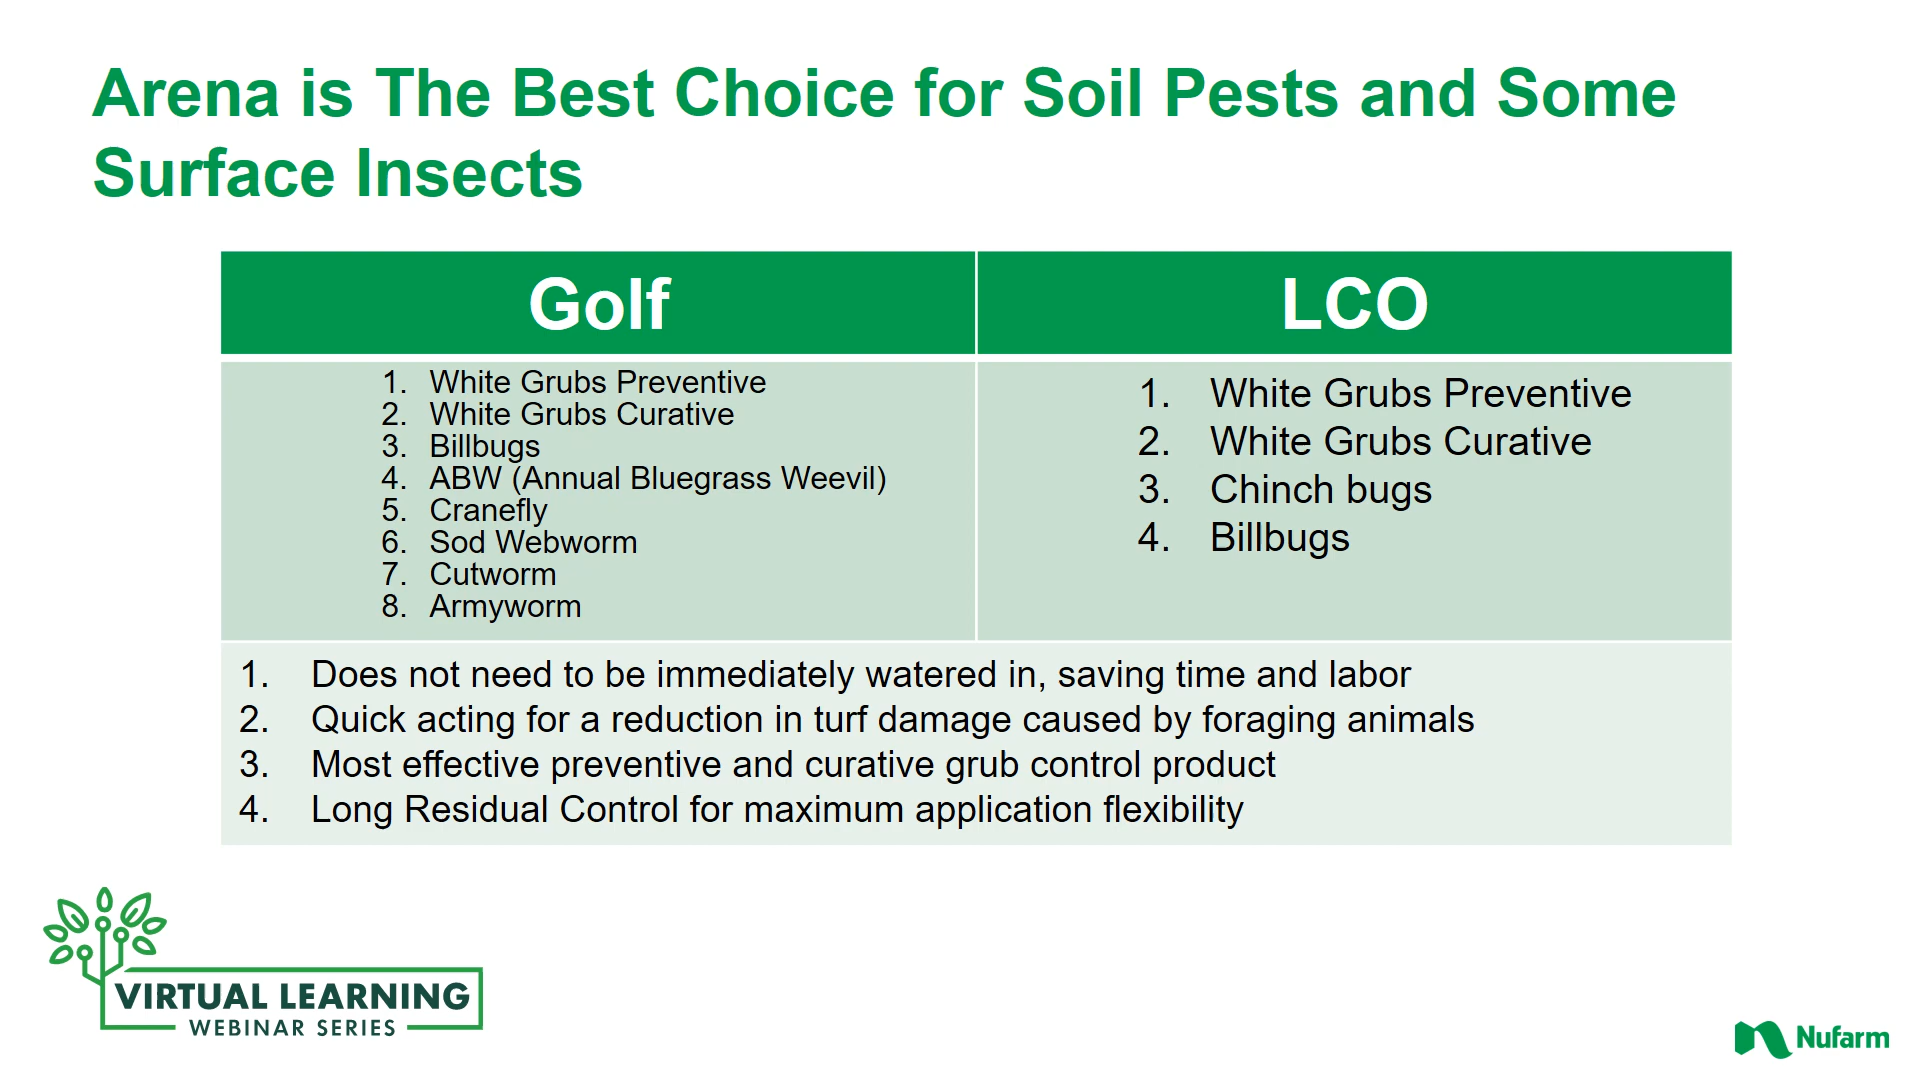 Arena is The Best Choice for Soil Pests and Some
Surface Insects
Golf
LCO
1. White Grubs Preventive
2. White Grubs Curative
3. Billbugs
4. ABW (Annual Bluegrass Weevil)
5. Cranefly
6. Sod Webworm
7. Cutworm
8. Armyworm
1. White Grubs Preventive
2. White Grubs Curative
3. Chinch bugs
4. Billbugs
1. Does not need to be immediately watered in, saving time and labor
2. Quick acting for a reduction in turf damage caused by foraging animals
3. Most effective preventive and curative grub control product
4. Long Residual Control for maximum application flexibility
VIRTUAL LEARNING
WEBINAR SERIES
Nufarm